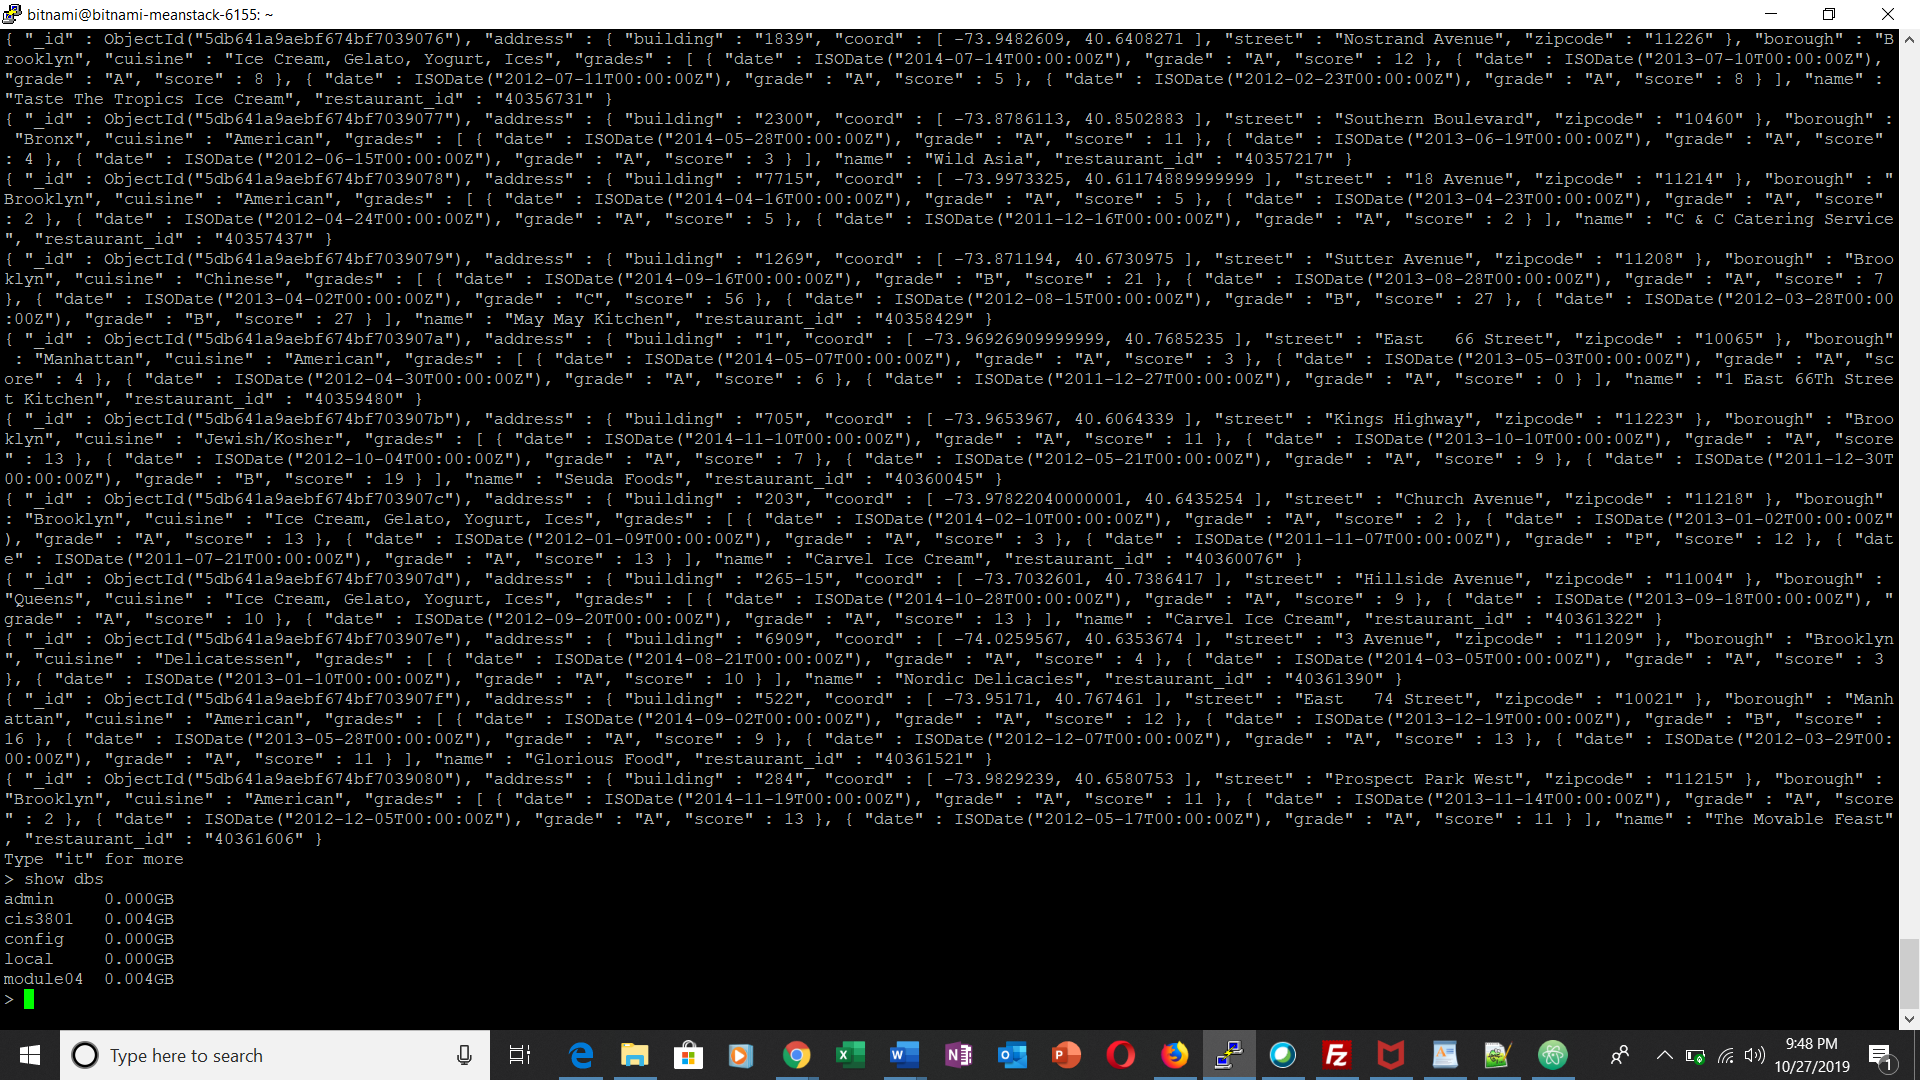 bitnami@bitnami-meanstack-6155: ~
{ "_id" : ObjectId("5db641a9aebf674bf7039076"), "address" : { "building" : "1839", "coord" : [ -73.9482609, 40.6408271 ], "street" : "Nostrand Avenue", "zipcode" : "11226" }, "borough" : "B
rooklyn", "cuisine" : "Ice Cream, Gelato, Yogurt, Ices", "grades" : [ { "date" : ISODate("2014-07-14T00:00:00Z"), "grade" : "A", "score" : 12 }, { "date" : ISODate("2013-07-10T00:00:00Z"),
"grade" : "A", "score" : 8 }, { "date" : ISODate("2012-07-11T00:00:00Z"), "grade" : "A", "score" : 5 }, { "date" : ISODate("2012-02-23T00:00:00Z"), "grade" : "A", "score" : 8 } ], "name" :
"Taste The Tropics Ice Cream", "restaurant_id" : "40356731" }
{ "_id" : ObjectId("5db641a9aebf674bf7039077"), "address" : { "building" : "2300", "coord" : [ -73.8786113, 40.8502883 ], "street" : "Southern Boulevard", "zipcode" : "10460" }, "borough" :
"Bronx", "cuisine" : "American", "grades" : [ { "date" : ISODate("2014-05-28T00:00:00Z"), "grade" : "A", "score" : 11 }, { "date" : ISODate("2013-06-19T00:00:00Z"), "grade" : "A", "score"
: 4 }, { "date" : ISODate("2012-06-15T00:00:00Z"), "grade" : "A", "score" : 3 } ], "name" : "Wild Asia", "restaurant_id" : "40357217" }
{ "_id" : ObjectId("5db641a9aebf674bf7039078"), "address" : { "building" : "7715", "coord" : [ -73.9973325, 40.61174889999999 ], "street" : "18 Avenue", "zipcode" : "11214" }, "borough" : "
Brooklyn", "cuisine" : "American", "grades" : [ { "date" : ISODate("2014-04-16T00:00:00Z"), "grade" : "A", "score" : 5 }, { "date" : ISODate("2013-04-23T00:00:00Z"), "grade" : "A", "score"
: 2 }, { "date" : ISODate("2012-04-24T00:00:00Z"), "grade" : "A", "score" : 5 }, { "date" : ISODate("2011-12-16T00:00:00Z"), "grade" : "A", "score" : 2 } ], "name" : "C & C Catering Service
", "restaurant_id" : "40357437" }
{ "_id" : ObjectId("5db641a9aebf674bf7039079"), "address" : { "building" : "1269", "coord" : [ -73.871194, 40.6730975 ], "street" : "Sutter Avenue", "zipcode" : "11208" }, "borough" : "Broo
klyn", "cuisine" : "Chinese", "grades" : [ { "date" : ISODate("2014-09-16T00:00:00Z"), "grade" : "B", "score" : 21 }, { "date" : ISODate("2013-08-28T00:00:00Z"), "grade" : "A", "score" : 7
}, { "date" : ISODate("2013-04-02T00:00:00Z"), "grade" : "C", "score" : 56 }, { "date" : ISODate("2012-08-15T00:00:00Z"), "grade" : "B", "score" : 27 }, { "date" : ISODate("2012-03-28T00:00
:00Z"), "grade" : "B", "score" : 27 } ], "name" : "May May Kitchen", "restaurant_id" : "40358429" }
{ "_id" : ObjectId("5db641a9aebf674bf703907a"), "address" : { "building" : "1", "coord" : [ -73.96926909999999, 40.7685235 ], "street" : "East   66 Street", "zipcode" : "10065" }, "borough"
: "Manhattan", "cuisine" : "American", "grades" : [ { "date" : ISODate("2014-05-07T00:00:00Z"), "grade" : "A", "score" : 3 }, { "date" : ISODate("2013-05-03T00:00:00Z"), "grade" : "A", "sc
ore" : 4 }, { "date" : ISODate("2012-04-30T00:00:00Z"), "grade" : "A", "score" : 6 }, { "date" : ISODate("2011-12-27T00:00:00Z"), "grade" : "A", "score" : 0 } ], "name" : "1 East 66Th Stree
t Kitchen", "restaurant_id" : "40359480" }
{ "_id" : ObjectId("5db641a9aebf674bf703907b"), "address" : { "building" : "705", "coord" : [ -73.9653967, 40.6064339 ], "street" : "Kings Highway", "zipcode" : "11223" }, "borough" : "Broo
klyn", "cuisine" : "Jewish/Kosher", "grades" : [ { "date" : ISODate("2014-11-10T00:00:00Z"), "grade" : "A", "score" : 11 }, { "date" : ISODate("2013-10-10T00:00:00Z"), "grade" : "A", "score
" : 13 }, { "date" : ISODate("2012-10-04T00:00:00Z"), "grade" : "A", "score" : 7 }, { "date" : ISODate("2012-05-21T00:00:00Z"), "grade" : "A", "score" : 9 }, { "date" : ISODate("2011-12-30T
00:00:00Z"), "grade" : "B", "score" : 19 } ], "name" : "Seuda Foods", "restaurant_id" : "40360045" }
{ "_id" : ObjectId("5db641a9aebf674bf703907c"), "address" : { "building" : "203", "coord" : [ -73.97822040000001, 40.6435254 ], "street" : "Church Avenue", "zipcode" : "11218" }, "borough"
: "Brooklyn", "cuisine" : "Ice Cream, Gelato, Yogurt, Ices", "grades" : [ { "date" : ISODate("2014-02-10T00:00:00Z"), "grade" : "A", "score" : 2 }, { "date" : ISODate("2013-01-02T00:00:00Z"
), "grade" : "A", "score" : 13 }, { "date" : ISODate("2012-01-09T00:00:00Z"), "grade" : "A", "score" : 3 }, { "date" : ISODate("2011-11-07T00:00:00Z"), "grade" : "P", "score" : 12 }, { "dat
e" : ISODate("2011-07-21T00:00:00Z"), "grade" : "A", "score" : 13 } ], "name" : "Carvel Ice Cream", "restaurant_id" : "40360076" }
{ "_id" : ObjectId("5db641a9aebf674bf703907d"), "address" : { "building" : "265-15", "coord" : [ -73.7032601, 40.7386417 ], "street" : "Hillside Avenue", "zipcode" : "11004" }, "borough" :
"Queens", "cuisine" : "Ice Cream, Gelato, Yogurt, Ices", "grades" : [ { "date" : ISODate("2014-10-28T00:00:00Z"), "grade" : "A", "score" : 9 }, { "date" : ISODate("2013-09-18T00:00:00Z"), "
grade" : "A", "score" : 10 }, { "date" : ISODate("2012-09-20T00:00:00Z"), "grade" : "A", "score" : 13 } ], "name" : "Carvel Ice Cream", "restaurant_id" : "40361322" }
{ "_id" : ObjectId("5db641a9aebf674bf703907e"), "address" : { "building" : "6909", "coord" : [ -74.0259567, 40.6353674 ], "street" : "3 Avenue", "zipcode" : "11209" }, "borough" : "Brooklyn
", "cuisine" : "Delicatessen", "grades" : [ { "date" : ISODate("2014-08-21T00:00:00Z"), "grade" : "A", "score" : 4 }, { "date" : ISODate("2014-03-05T00:00:00Z"), "grade" : "A", "score" : 3
}, { "date" : ISODate("2013-01-10T00:00:00Z"), "grade" : "A", "score" : 10 } ], "name" : "Nordic Delicacies", "restaurant_id" : "40361390" }
{ "_id" : ObjectId("5db641a9aebf674bf703907f"), "address" : { "building" : "522", "coord" : [ -73.95171, 40.767461 ], "street" : "East   74 Street", "zipcode" : "10021" }, "borough" : "Manh
attan", "cuisine" : "American", "grades" : [ { "date" : ISODate("2014-09-02T00:00:00Z"), "grade" : "A", "score" : 12 }, { "date" : ISODate("2013-12-19T00:00:00Z"), "grade" : "B", "score" :
16 }, { "date" : ISODate("2013-05-28T00:00:00Z"), "grade" : "A", "score" : 9 }, { "date" : ISODate("2012-12-07T00:00:00Z"), "grade" : "A", "score" : 13 }, { "date" : ISODate("2012-03-29T00:
00:00Z"), "grade" : "A", "score" : 11 } ], "name" : "Glorious Food", "restaurant_id" : "40361521" }
{ "_id" : ObjectId("5db641a9aebf674bf7039080"), "address" : { "building" : "284", "coord" : [ -73.9829239, 40.6580753 ], "street" : "Prospect Park West", "zipcode" : "11215" }, "borough" :
"Brooklyn", "cuisine" : "American", "grades" : [ { "date" : ISODate("2014-11-19T00:00:00Z"), "grade" : "A", "score" : 11 }, { "date" : ISODate("2013-11-14T00:00:00Z"), "grade" : "A", "score
" : 2 }, { "date" : ISODate("2012-12-05T00:00:00Z"), "grade" : "A", "score" : 13 }, { "date" : ISODate("2012-05-17T00:00:00Z"), "grade" : "A", "score" : 11 } ], "name" : "The Movable Feast"
, "restaurant_id" : "40361606" }
Type "it" for more
> show dbs
admin     0.000GB
cis3801   0.004GB
config    0.000GB
local     0.000GB
module04  0.004GB
>
Type here to search
9:48 PM
10/27/2019
1